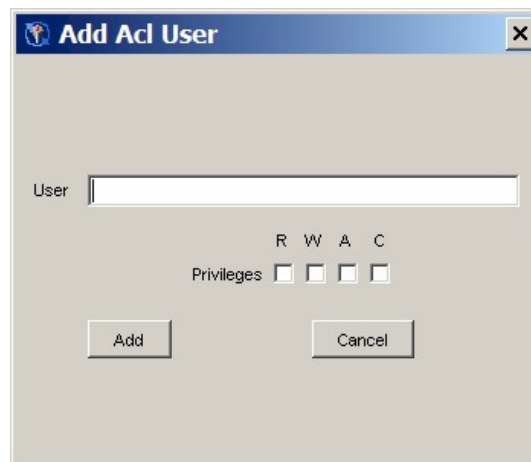 Add Acl User
User
R W A C
Privileges
Add Cancel